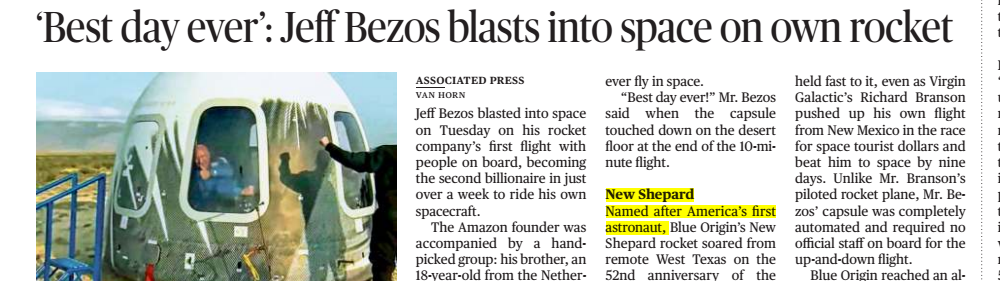 ‘Best day ever’: Jeff Bezos blasts into space on own rocket
ASSOCIATED PRESS
VAN HORN
Jeff Bezos blasted into space
on Tuesday on his rocket
company’s first flight with
people on board, becoming
the second billionaire in just
over a week to ride his own
spacecraft.
The Amazon founder was
accompanied by a hand-
picked group: his brother, an
18-year-old from the Nether-
ever fly in space.
“Best day ever!” Mr. Bezos
said when the capsule
touched down on the desert
floor at the end of the 10-mi-
nute flight.
New Shepard
Named after America’s first
astronaut, Blue Origin’s New
Shepard rocket soared from
remote West Texas on the
52nd anniversary of the
held fast to it, even as Virgin
Galactic’s Richard Branson
pushed up his own flight
from New Mexico in the race
for space tourist dollars and
beat him to space by nine
days. Unlike Mr. Branson’s
piloted rocket plane, Mr. Be-
zos’ capsule was completely
automated and required no
official staff on board for the
up-and-down flight.
Blue Origin reached an al-